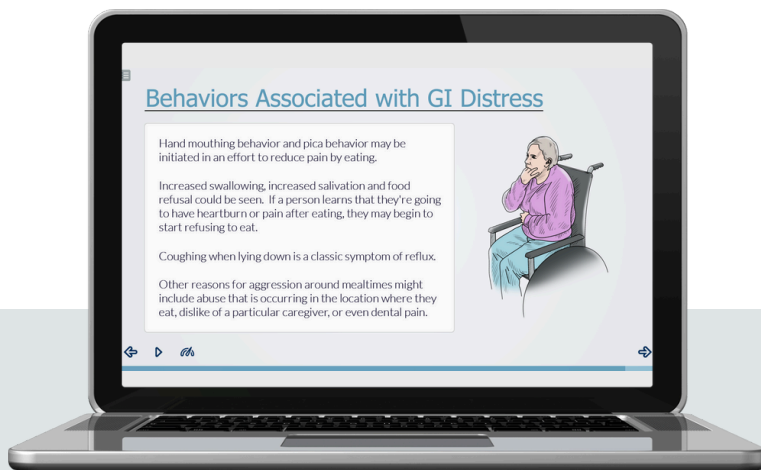 Behaviors Associated with GI Distress
Hand mouthing behavior and pica behavior may be
initiated in an effort to reduce pain by eating.
Increased swallowing, increased salivation and food
refusal could be seen. If a person learns that they're going
to have heartburn or pain after eating, they may begin to
start refusing to eat.
Coughing when lying down is a classic symptom of reflux.
Other reasons for aggression around mealtimes might
include abuse that is occurring in the location where they
eat, dislike of a particular caregiver, or even dental pain.